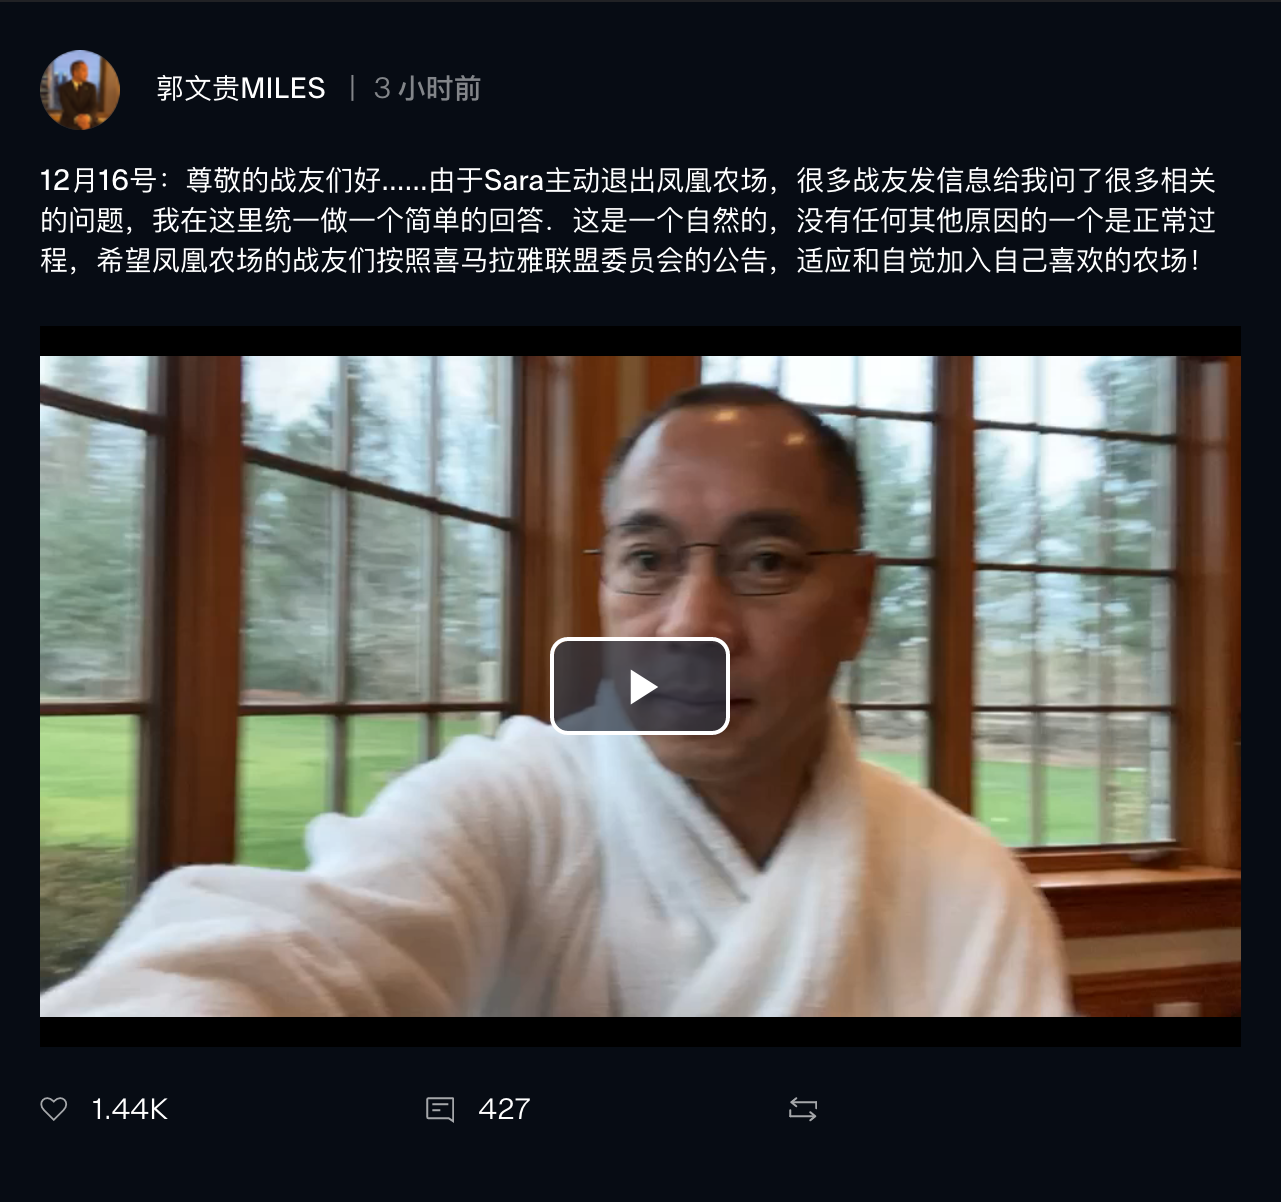 郭文贵MILES | 3 小时前
12月16号：尊敬的战友们好......由于Sara主动退出凤凰农场，很多战友发信息给我问了很多相关
的问题，我在这里统一做一个简单的回答．这是一个自然的，没有任何其他原因的一个是正常过
程，希望凤凰农场的战友们按照喜马拉雅联盟委员会的公告，适应和自觉加入自己喜欢的农场！
1.44K
427